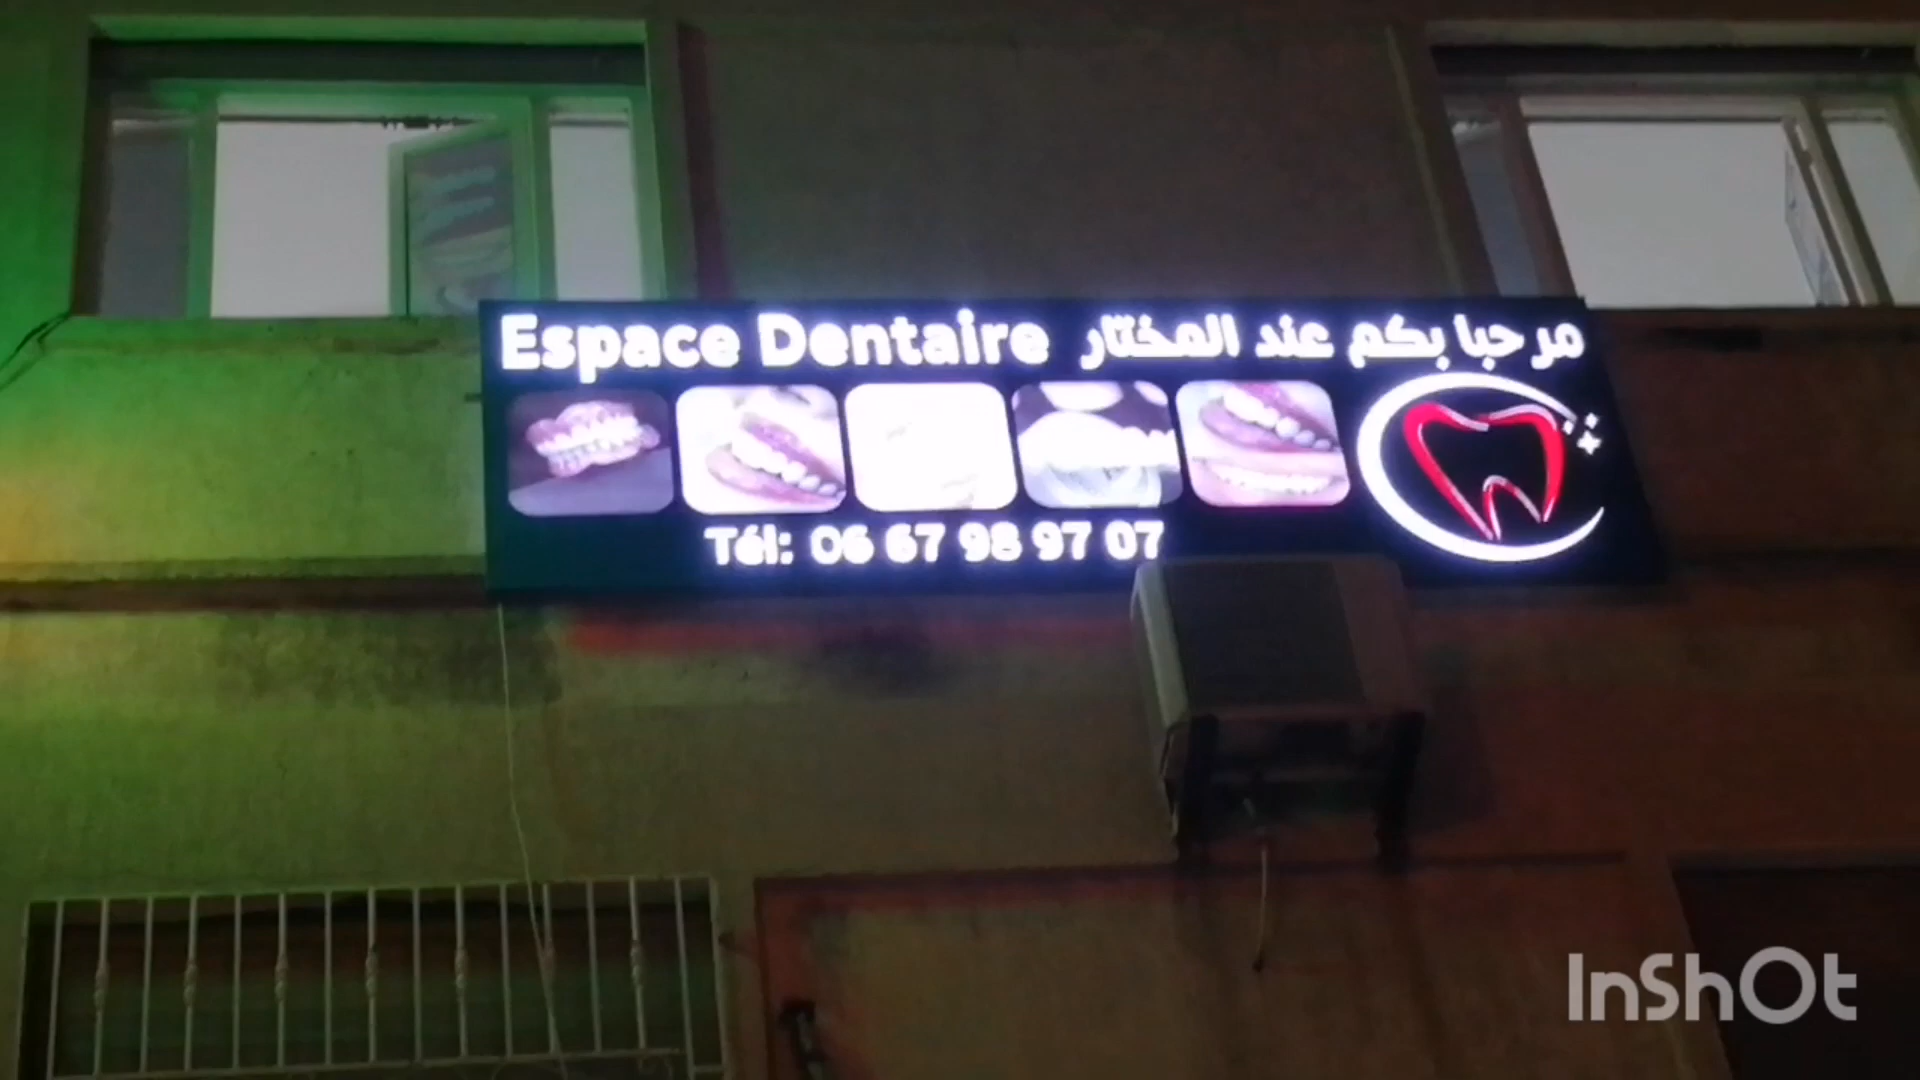 Espace Dentaire مرحبا بكم عند المختار
Tél: 06 67 98 97 07
InShOt